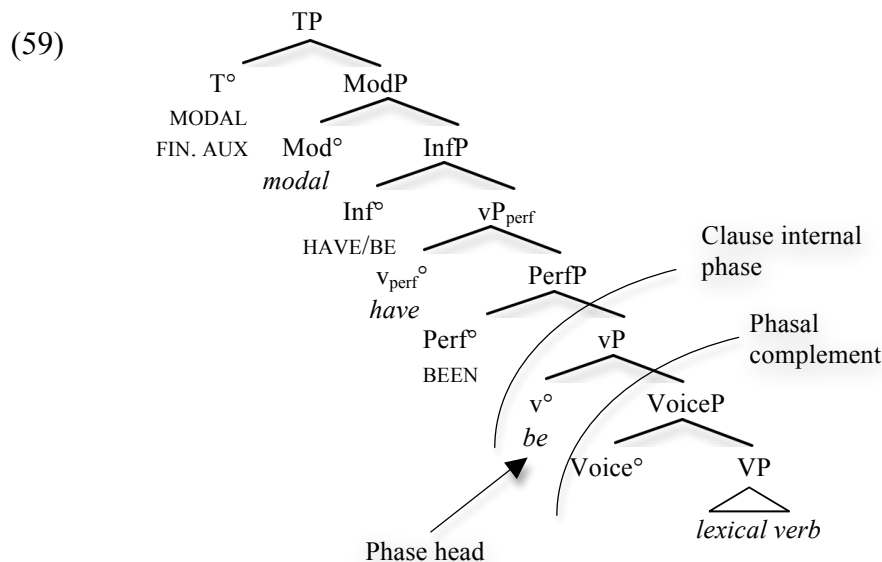 (59)
TP
T° ModP
MODAL
FIN. AUX Mod° InfP
modal
Inf° vPperf
HAVE/BE
vperf° PerfP
have
Clause internal
phase
Perf° vP
BEEN
Phasal
complement
v° VoiceP
be
Voice° VP
lexical verb
Phase head